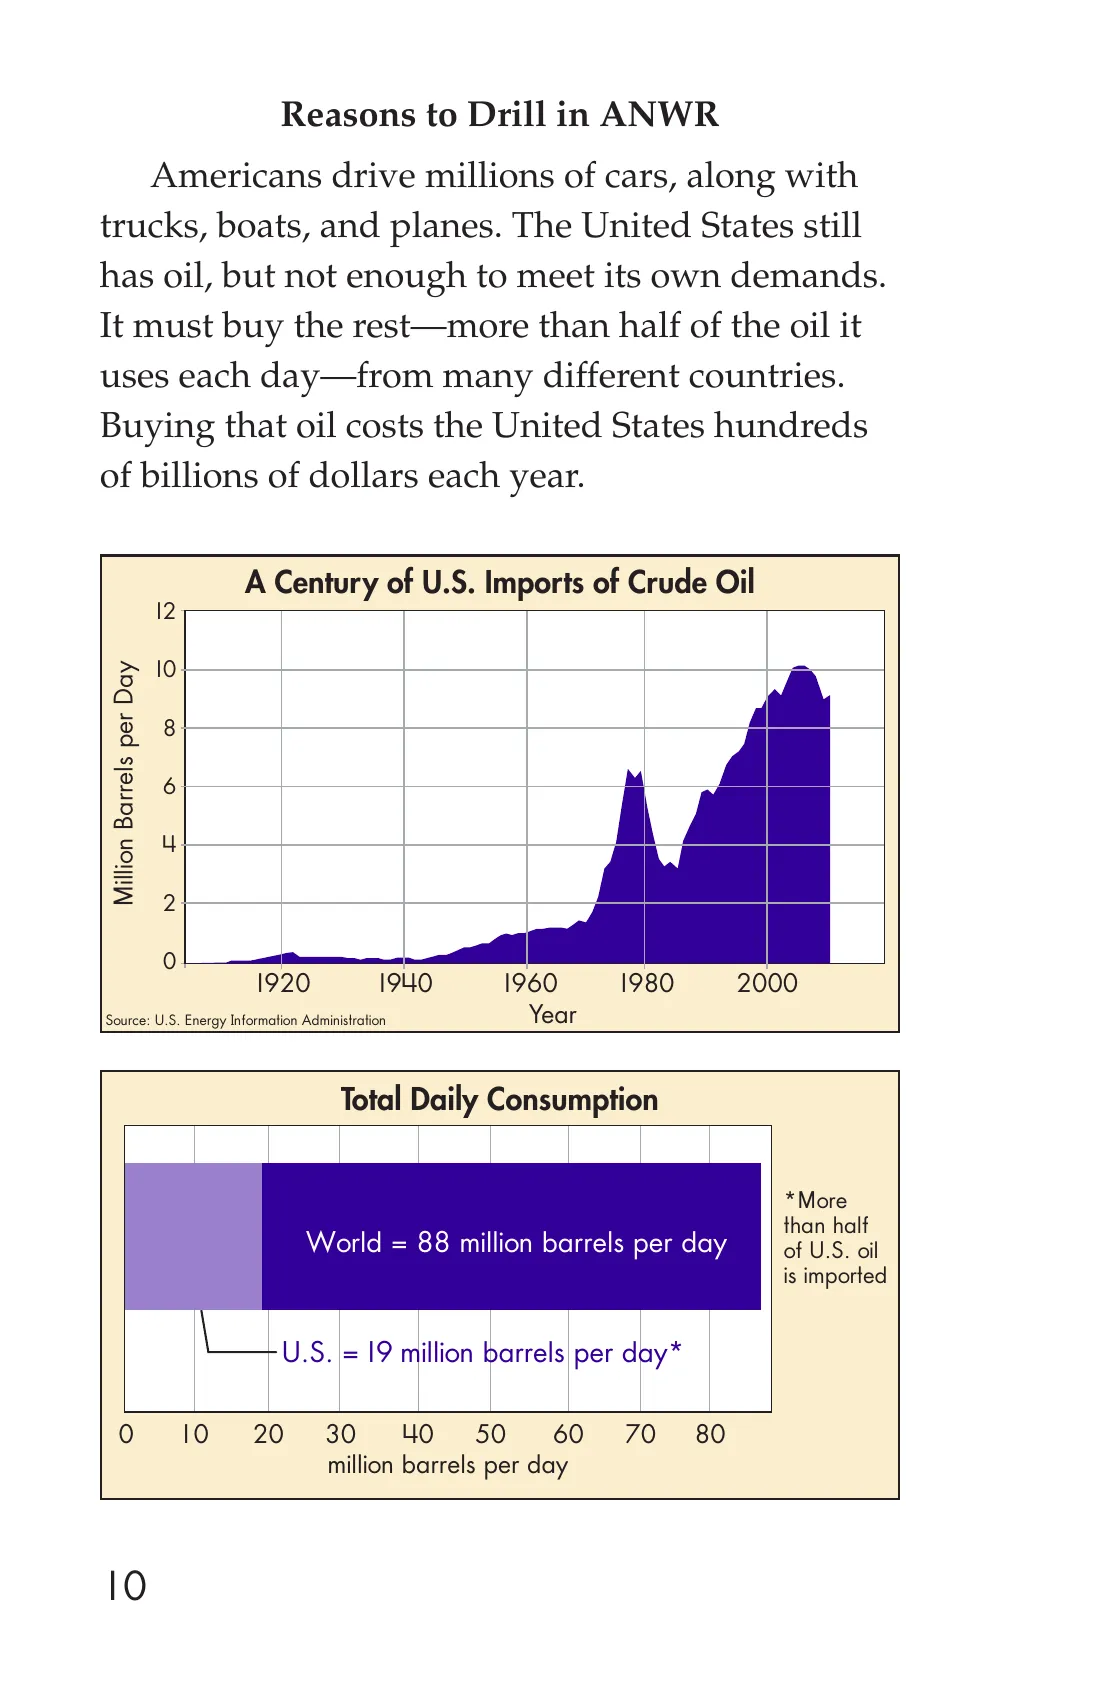 Reasons to Drill in ANWR
Americans drive millions of cars, along with
trucks, boats, and planes. The United States still
has oil, but not enough to meet its own demands.
It must buy the rest—more than half of the oil it
uses each day—from many different countries.
Buying that oil costs the United States hundreds
of billions of dollars each year.
A Century of U.S. Imports of Crude Oil
Million Barrels per Day
12
10
8
6
4
2
0
1920 1940 1960 1980 2000
Year
Source: U.S. Energy Information Administration
Total Daily Consumption
World = 88 million barrels per day
U.S. = 19 million barrels per day*
*More
than half
of U.S. oil
is imported
0 10 20 30 40 50 60 70 80
million barrels per day
10